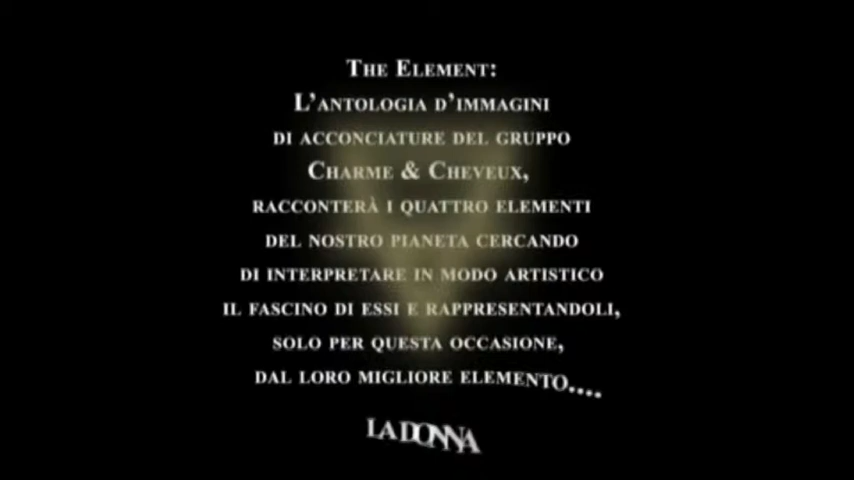 The Element:
L'antologia d'immagini
di acconciature del gruppo
Charme & Cheveux,
racconterà i quattro elementi
del nostro pianeta cercando
di interpretare in modo artistico
il fascino di essi e rappresentandoli,
solo per questa occasione,
dal loro migliore elemento....
LA DONNA